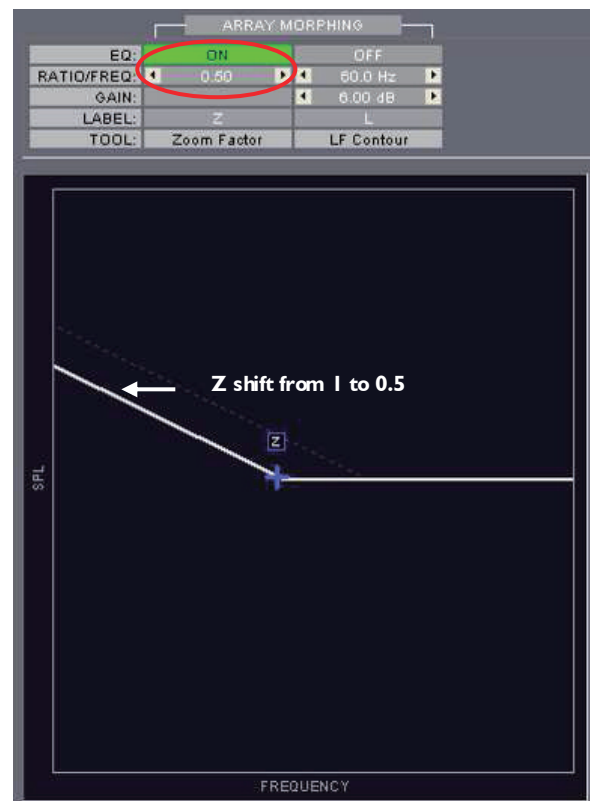 ARRAY MORPHING
EQ: ON OFF
RATIO/FREQ: 0.50 60.0 Hz
GAIN: 6.00 dB
LABEL: Z L
TOOL: Zoom Factor LF Contour
Z shift from 1 to 0.5
Z
SPL
FREQUENCY